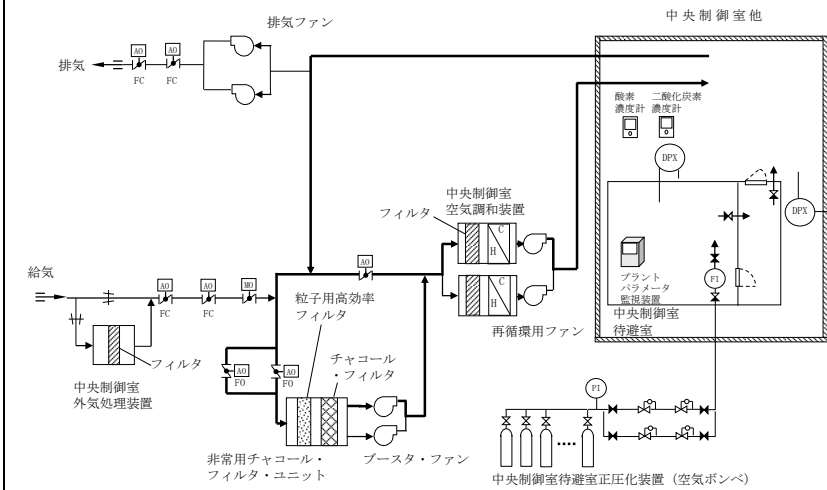 中央制御室他
排気ファン
AO
AO
排気
FC
FC
酸素
濃度計
二酸化炭素
濃度計
DPX
DPX
中央制御室
空気調和装置
フィルタ
C
H
C
H
プラント
パラメータ
監視装置
FI
中央制御室
待避室
給気
AO
AO
MO
AO
FC
FC
粒子用高効率
フィルタ
再循環用ファン
フィルタ
チャコール
・フィルタ
AO
AO
FO
FO
中央制御室
外気処理装置
PI
非常用チャコール・
フィルタ・ユニット
ブースタ・ファン
中央制御室待避室正圧化装置（空気ボンベ）